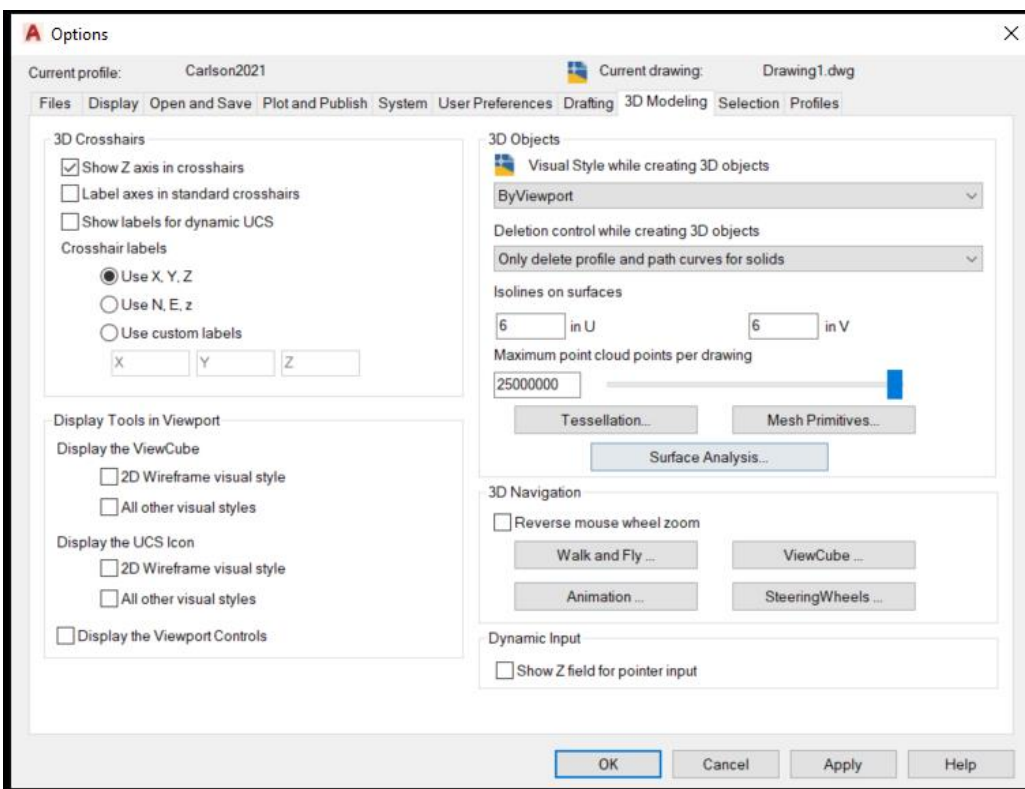 Options
Current profile: Carlson2021 Current drawing: Drawing1.dwg
Files Display Open and Save Plot and Publish System User Preferences Drafting 3D Modeling Selection Profiles
3D Crosshairs
Show Z axis in crosshairs
Label axes in standard crosshairs
Show labels for dynamic UCS
Crosshair labels
Use X, Y, Z
Use N, E, z
Use custom labels
X Y Z
Display Tools in Viewport
Display the ViewCube
2D Wireframe visual style
All other visual styles
Display the UCS Icon
2D Wireframe visual style
All other visual styles
Display the Viewport Controls
3D Objects
Visual Style while creating 3D objects
ByViewport
Deletion control while creating 3D objects
Only delete profile and path curves for solids
Isolines on surfaces
6 in U 6 in V
Maximum point cloud points per drawing
25000000
Tessellation... Mesh Primitives...
Surface Analysis...
3D Navigation
Reverse mouse wheel zoom
Walk and Fly ... ViewCube ...
Animation ... SteeringWheels ...
Dynamic Input
Show Z field for pointer input
OK Cancel Apply Help